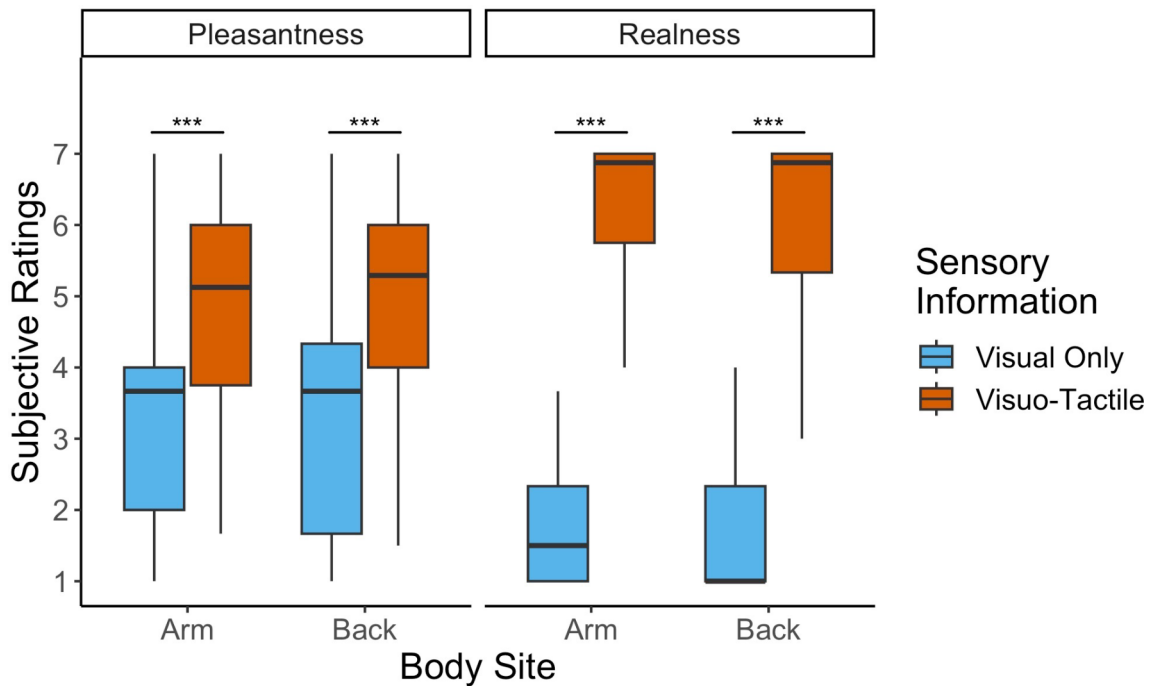 Pleasantness
Realness
***
***
***
***
7
6
5
4
3
2
1
Subjective Ratings
Arm
Back
Arm
Back
Body Site
Sensory
Information
Visual Only
Visuo-Tactile